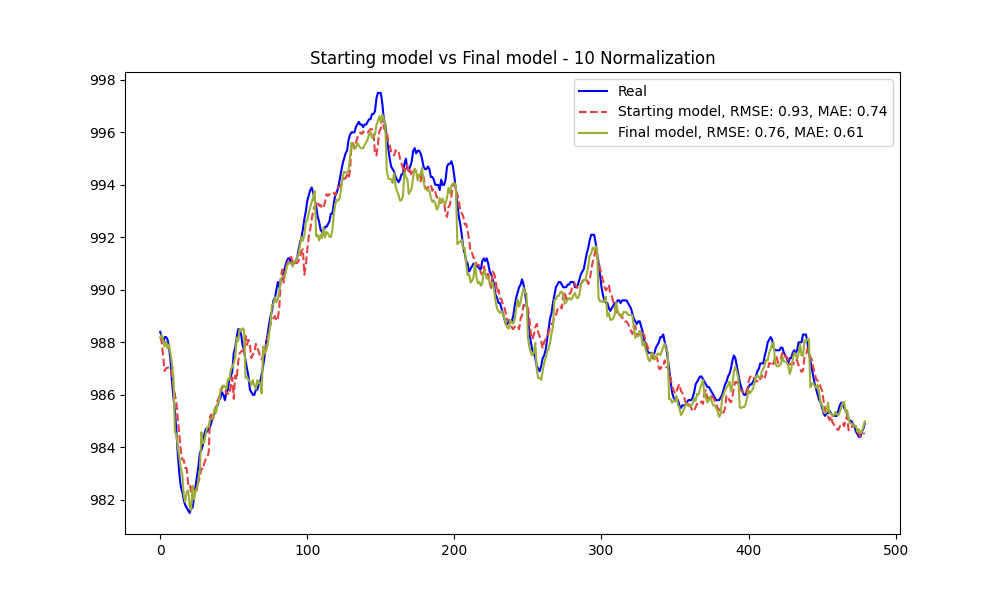 Starting model vs Final model - 10 Normalization
998
996
994
992
990
988
986
984
982
0 100 200 300 400 500
Real
Starting model, RMSE: 0.93, MAE: 0.74
Final model, RMSE: 0.76, MAE: 0.61